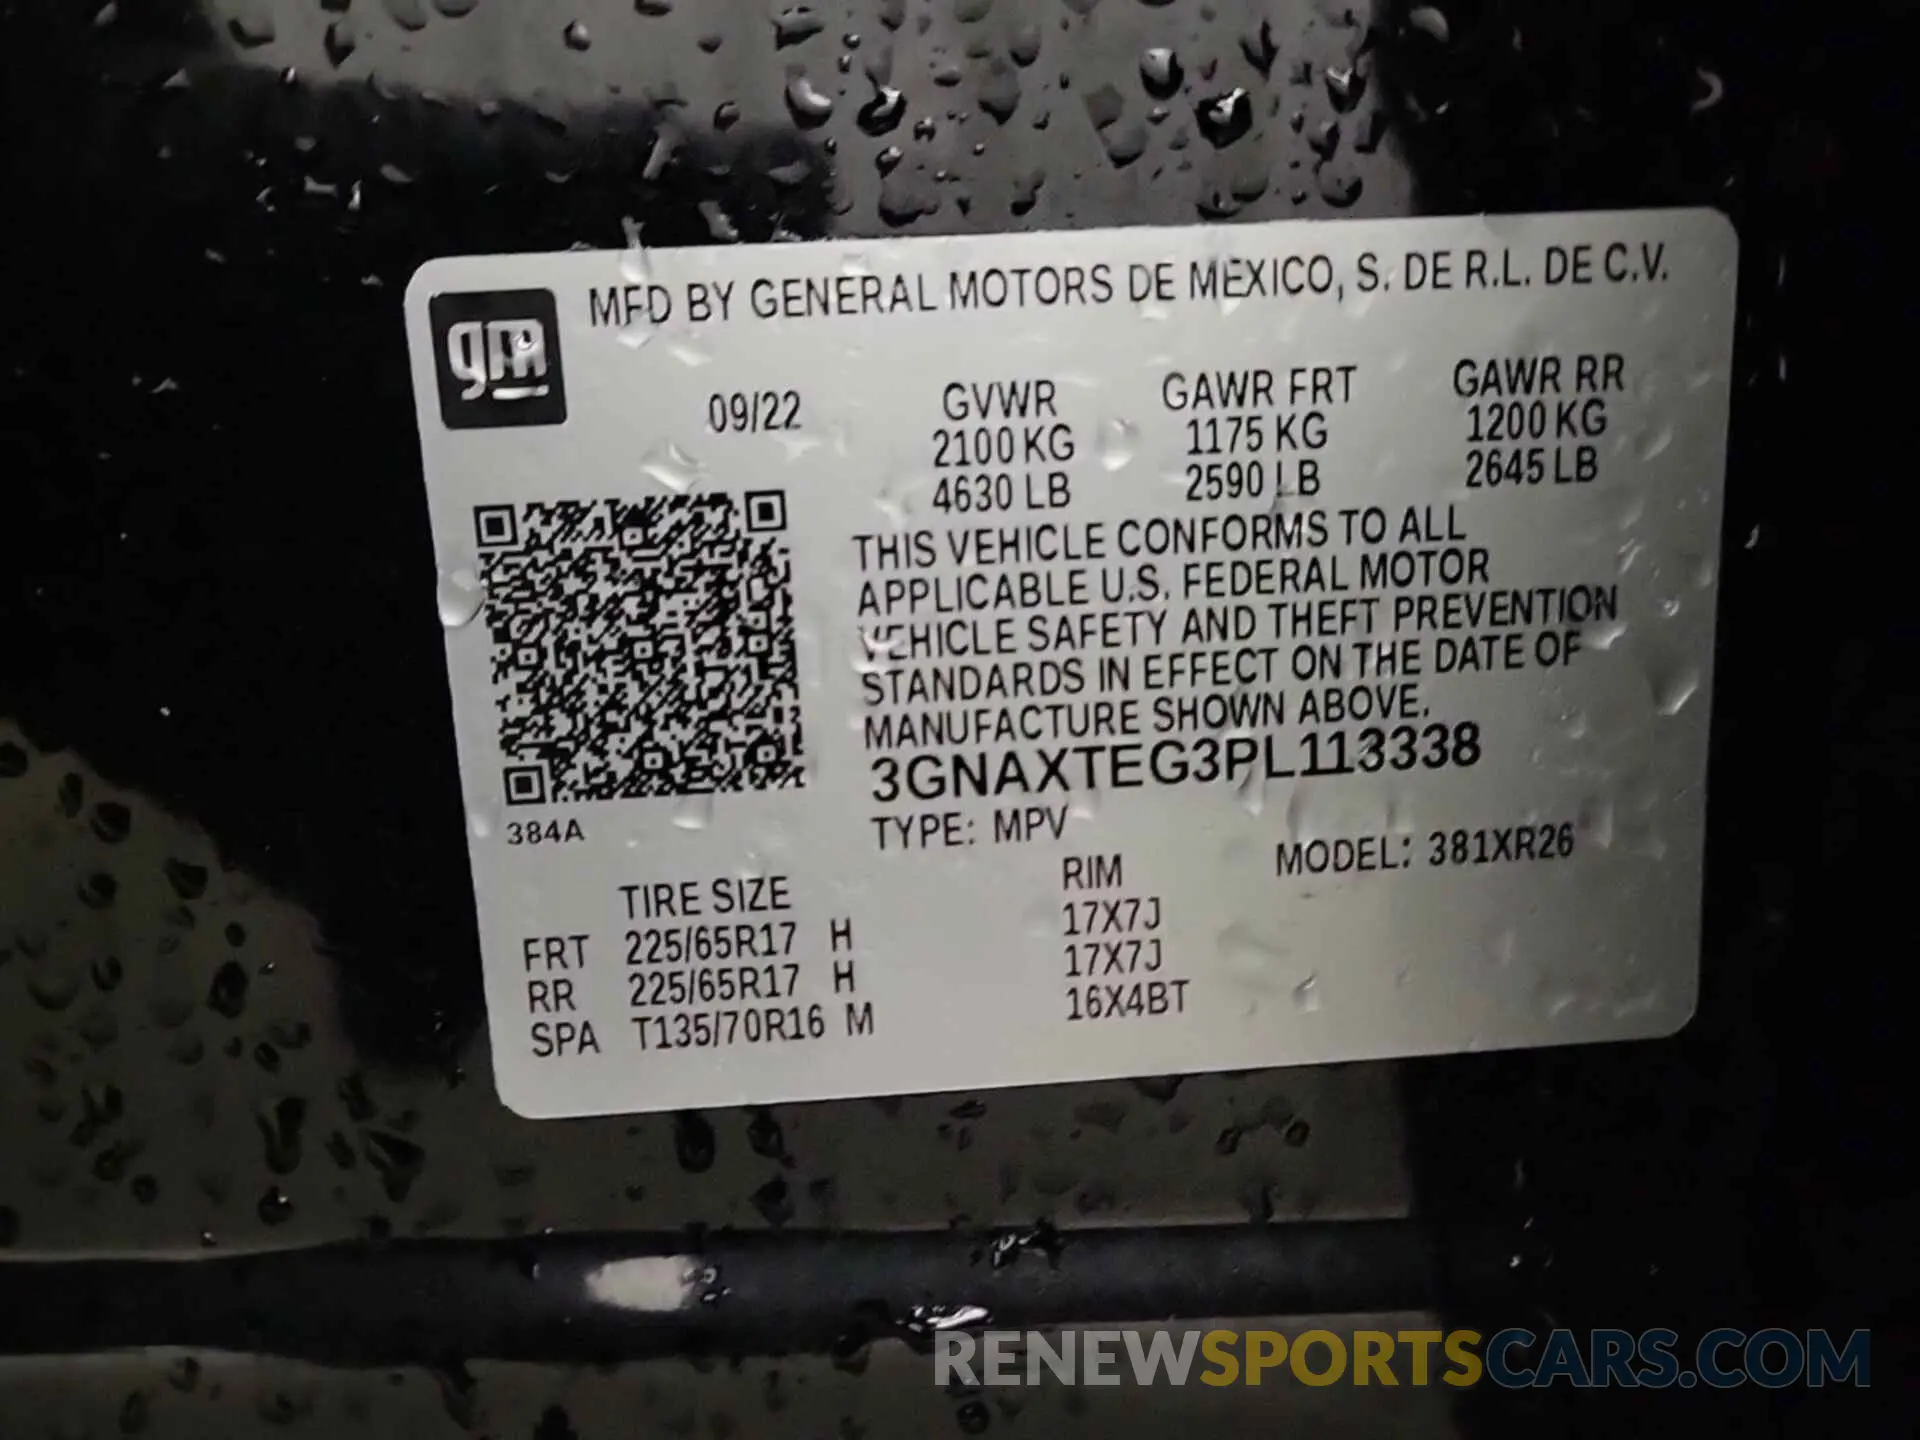 gm
MFD BY GENERAL MOTORS DE MEXICO, S. DE R.L. DE C.V.
09/22 GVWR GAWR FRT GAWR RR
2100 KG 1175 KG 1200 KG
4630 LB 2590 LB 2645 LB
THIS VEHICLE CONFORMS TO ALL
APPLICABLE U.S. FEDERAL MOTOR
VEHICLE SAFETY AND THEFT PREVENTION
STANDARDS IN EFFECT ON THE DATE OF
MANUFACTURE SHOWN ABOVE.
3GNAXTEG3PL113338
384A TYPE: MPV MODEL: 381XR26
TIRE SIZE RIM
FRT 225/65R17 H 17X7J
RR 225/65R17 H 17X7J
SPA T135/70R16 M 16X4BT
RENEWSPORTSCARS.COM